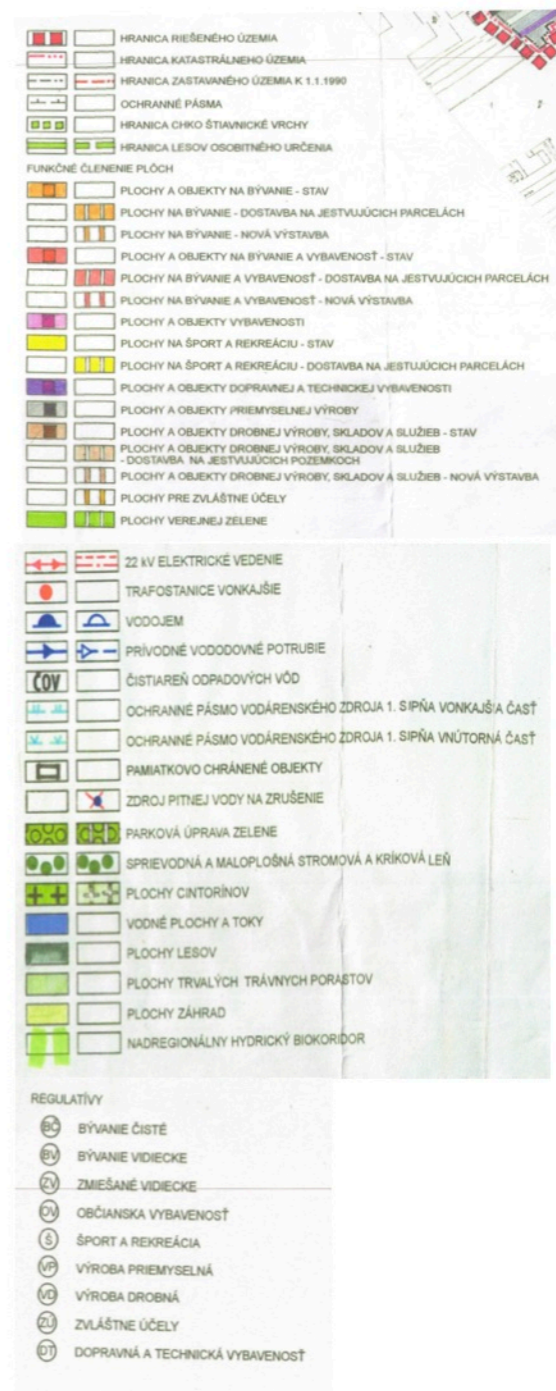 HRANICA RIEŠENÉHO ÚZEMIA
HRANICA KATASTRÁLNEHO ÚZEMIA
HRANICA ZASTAVANÉHO ÚZEMIA K 1.1.1990
OCHRANNÉ PÁSMA
HRANICA CHKO ŠTIAVNICKÉ VRCHY
HRANICA LESOV OSOBITNÉHO URČENIA
FUNKČNÉ ČLENENIE PLÔCH
PLOCHY A OBJEKTY NA BÝVANIE - STAV
PLOCHY NA BÝVANIE - DOSTAVBA NA JESTVUJÚCICH PARCELÁCH
PLOCHY NA BÝVANIE - NOVÁ VÝSTAVBA
PLOCHY A OBJEKTY NA BÝVANIE A VYBAVENOSŤ - STAV
PLOCHY NA BÝVANIE A VYBAVENOSŤ - DOSTAVBA NA JESTVUJÚCICH PARCELÁCH
PLOCHY NA BÝVANIE A VYBAVENOSŤ - NOVÁ VÝSTAVBA
PLOCHY A OBJEKTY VYBAVENOSTI
PLOCHY NA ŠPORT A REKREÁCIU - STAV
PLOCHY NA ŠPORT A REKREÁCIU - DOSTAVBA NA JESTUJÚCICH PARCELÁCH
PLOCHY A OBJEKTY DOPRAVNEJ A TECHNICKEJ VYBAVENOSTI
PLOCHY A OBJEKTY PRIEMYSELNEJ VÝROBY
PLOCHY A OBJEKTY DROBNEJ VÝROBY, SKLADOV A SLUŽIEB - STAV
PLOCHY A OBJEKTY DROBNEJ VÝROBY, SKLADOV A SLUŽIEB
- DOSTAVBA NA JESTVUJÚCICH POZEMKOCH
PLOCHY A OBJEKTY DROBNEJ VÝROBY, SKLADOV A SLUŽIEB - NOVÁ VÝSTAVBA
PLOCHY PRE ZVLÁŠTNE ÚČELY
PLOCHY VEREJNEJ ZELENE
22 kV ELEKTRICKÉ VEDENIE
TRAFOSTANICE VONKAJŠIE
VODOJEM
PRÍVODNÉ VODODOVNÉ POTRUBIE
ČOV ČISTIAREŇ ODPADOVÝCH VÔD
OCHRANNÉ PÁSMO VODÁRENSKÉHO ZDROJA 1. SIPŇA VONKAJŠIA ČASŤ
OCHRANNÉ PÁSMO VODÁRENSKÉHO ZDROJA 1. SIPŇA VNÚTORNÁ ČASŤ
PAMIATKOVO CHRÁNENÉ OBJEKTY
ZDROJ PITNEJ VODY NA ZRUŠENIE
PARKOVÁ ÚPRAVA ZELENE
SPRIEVODNÁ A MALOPLOŠNÁ STROMOVÁ A KRÍKOVÁ LEŇ
PLOCHY CINTORÍNOV
VODNÉ PLOCHY A TOKY
PLOCHY LESOV
PLOCHY TRVALÝCH TRÁVNYCH PORASTOV
PLOCHY ZÁHRAD
NADREGIONÁLNY HYDRICKÝ BIOKORIDOR
REGULATÍVY
BČ BÝVANIE ČISTÉ
BV BÝVANIE VIDIECKE
ZV ZMIEŠANÉ VIDIECKE
OV OBČIANSKA VYBAVENOSŤ
Š ŠPORT A REKREÁCIA
VP VÝROBA PRIEMYSELNÁ
VD VÝROBA DROBNÁ
ZÚ ZVLÁŠTNE ÚČELY
DT DOPRAVNÁ A TECHNICKÁ VYBAVENOSŤ